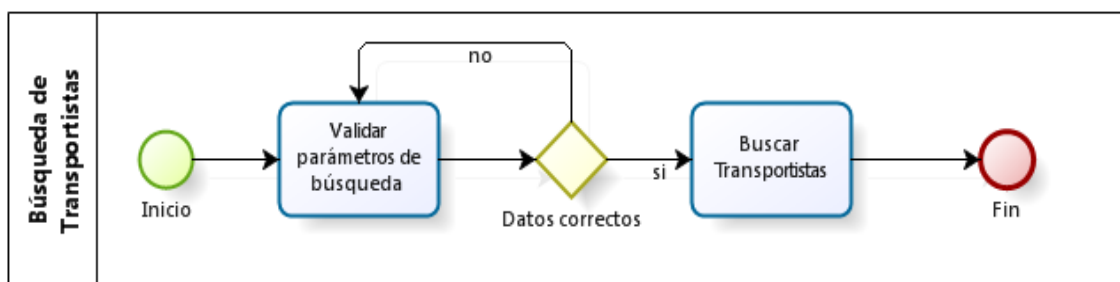 Búsqueda de
Transportistas
no
Validar
parámetros de
búsqueda
Buscar
Transportistas
si
Inicio
Datos correctos
Fin